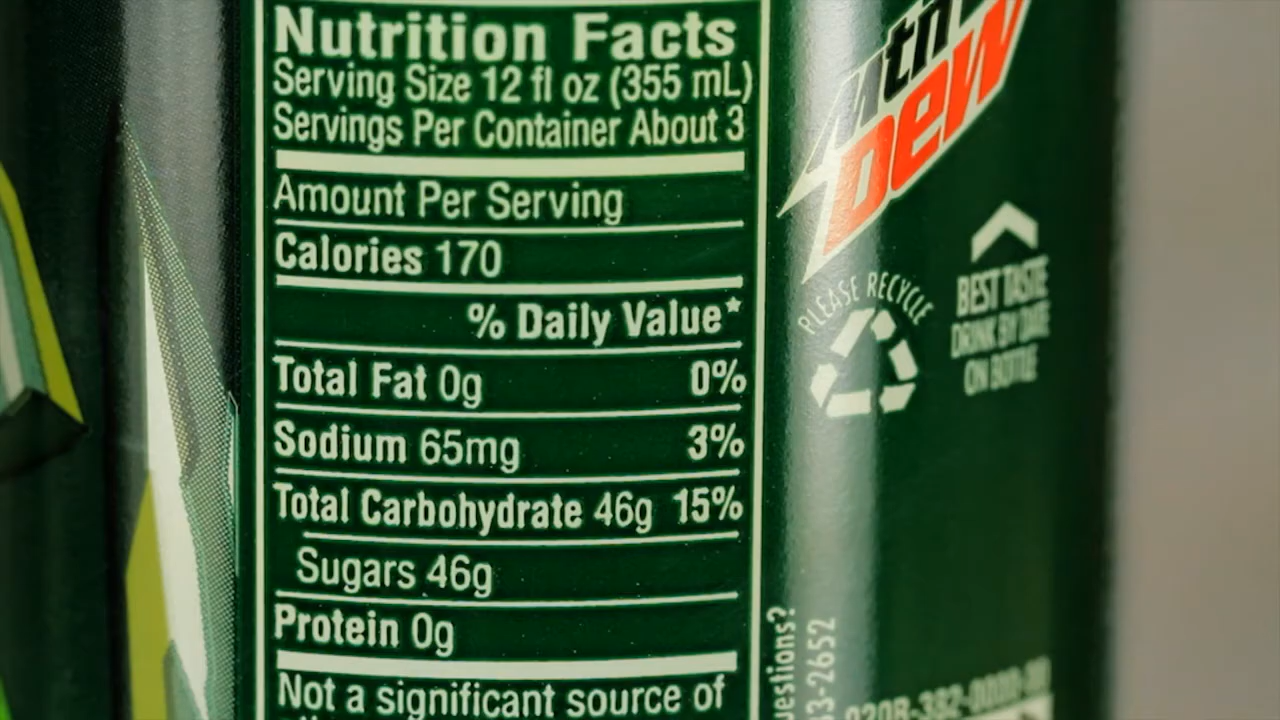 Nutrition Facts
Serving Size 12 fl oz (355 mL)
Servings Per Container About 3
Amount Per Serving
Calories 170
% Daily Value*
Total Fat 0g 0%
Sodium 65mg 3%
Total Carbohydrate 46g 15%
Sugars 46g
Protein 0g
Not a significant source of
mtn
Dew
PLEASE RECYCLE
BEST TASTE
DRINK BY DATE
ON BOTTLE
uestions?
43-2652